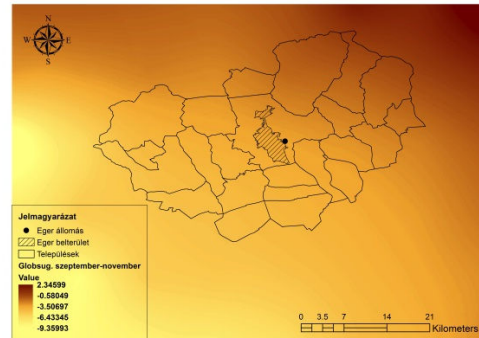 N
W E
S
Jelmagyarázat
Eger állomás
Eger belterület
Települések
Globsug. szeptember-november
Value
2.34599
-0.58049
-3.50697
-6.43345
-9.35993
0 3.5 7 14 21
Kilometers